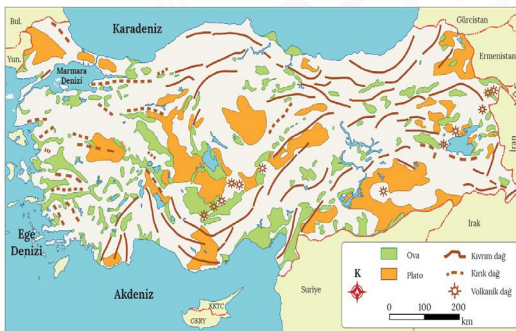 Bul.
Karadeniz
Gürcistan
Yun.
Marmara
Denizi
Ermenistan
İran
Ege
Denizi
Akdeniz
KKTC
GKRY
Suriye
Irak
Ova
Plato
Kıvrım dağ
Kırık dağ
Volkanik dağ
K
0 100 200
km